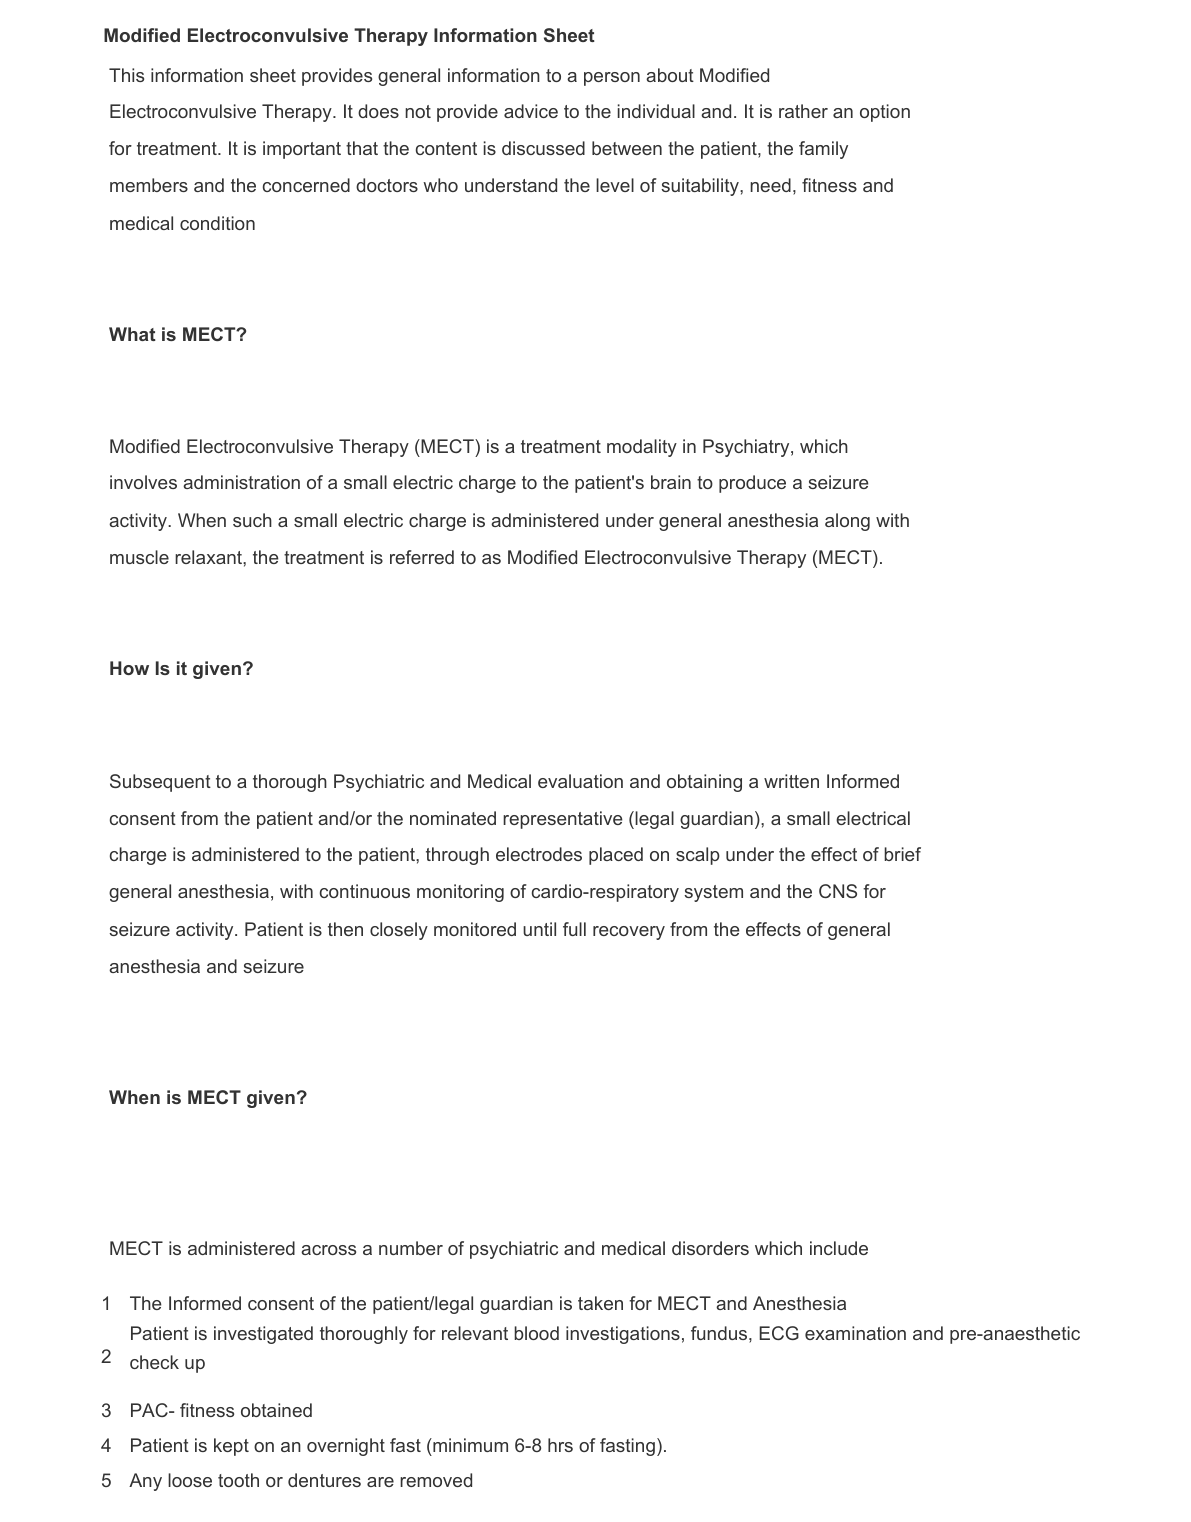 Modified Electroconvulsive Therapy Information Sheet
This information sheet provides general information to a person about Modified
Electroconvulsive Therapy. It does not provide advice to the individual and. It is rather an option
for treatment. It is important that the content is discussed between the patient, the family
members and the concerned doctors who understand the level of suitability, need, fitness and
medical condition
What is MECT?
Modified Electroconvulsive Therapy (MECT) is a treatment modality in Psychiatry, which
involves administration of a small electric charge to the patient's brain to produce a seizure
activity. When such a small electric charge is administered under general anesthesia along with
muscle relaxant, the treatment is referred to as Modified Electroconvulsive Therapy (MECT).
How Is it given?
Subsequent to a thorough Psychiatric and Medical evaluation and obtaining a written Informed
consent from the patient and/or the nominated representative (legal guardian), a small electrical
charge is administered to the patient, through electrodes placed on scalp under the effect of brief
general anesthesia, with continuous monitoring of cardio-respiratory system and the CNS for
seizure activity. Patient is then closely monitored until full recovery from the effects of general
anesthesia and seizure
When is MECT given?
MECT is administered across a number of psychiatric and medical disorders which include
1 The Informed consent of the patient/legal guardian is taken for MECT and Anesthesia
2 Patient is investigated thoroughly for relevant blood investigations, fundus, ECG examination and pre-anaesthetic
check up
3 PAC- fitness obtained
4 Patient is kept on an overnight fast (minimum 6-8 hrs of fasting).
5 Any loose tooth or dentures are removed